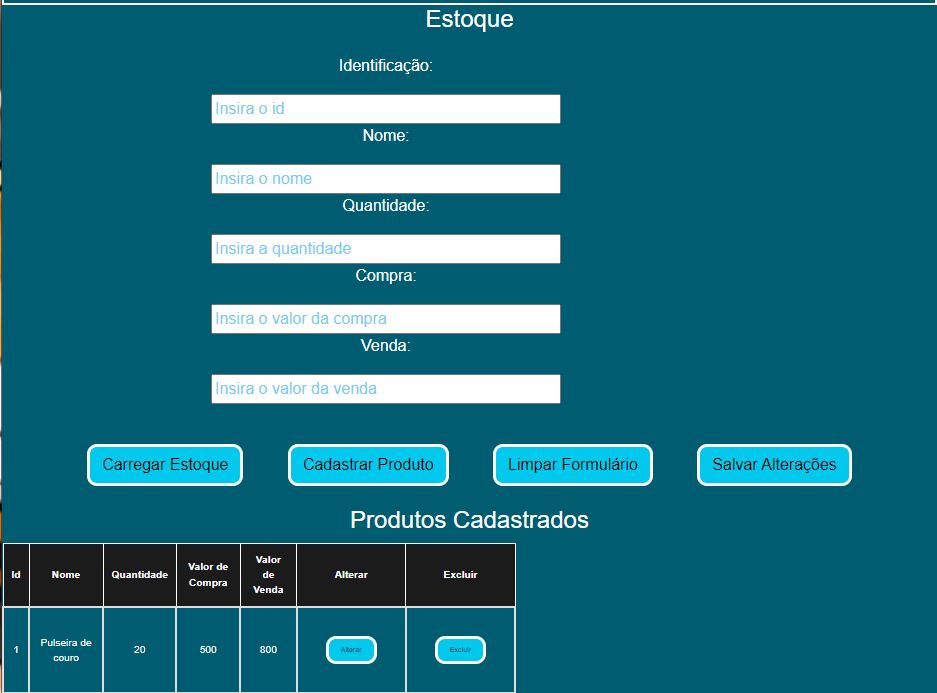 Estoque
Identificação:
Insira o id
Nome:
Insira o nome
Quantidade:
Insira a quantidade
Compra:
Insira o valor da compra
Venda:
Insira o valor da venda
Carregar Estoque Cadastrar Produto Limpar Formulário Salvar Alterações
Produtos Cadastrados
Id Nome Quantidade Valor de Compra Valor de Venda Alterar Excluir
1 Pulseira de couro 20 500 800 Alterar Excluir